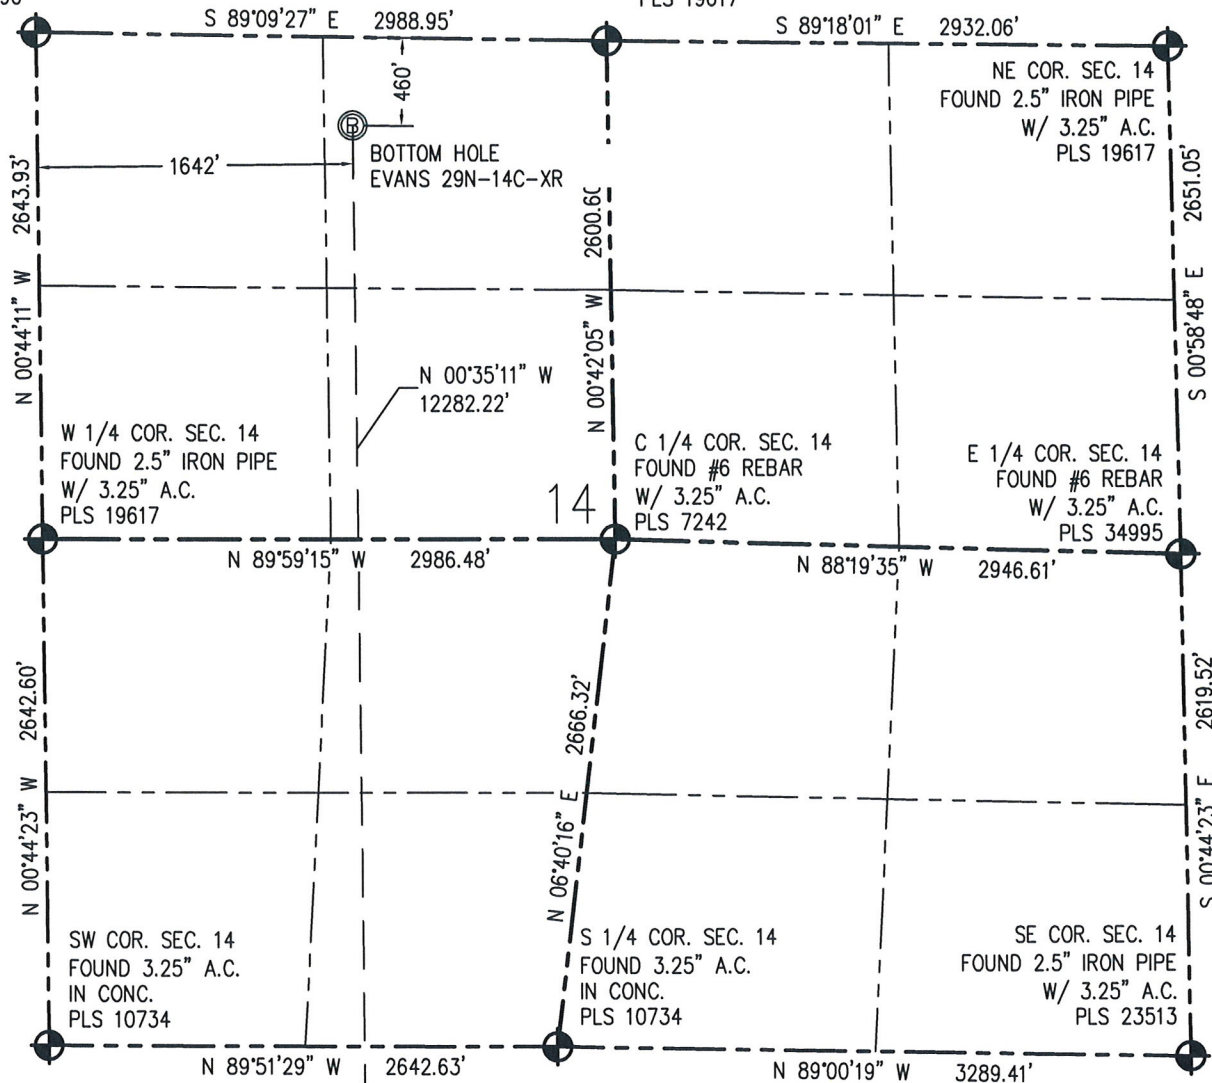 S 89°09'27" E 2988.95'
S 89°18'01" E 2932.06'
460'
NE COR. SEC. 14
FOUND 2.5" IRON PIPE
W/ 3.25" A.C.
PLS 19617
B
BOTTOM HOLE
EVANS 29N-14C-XR
1642'
N 00°44'11" W 2643.93'
N 00°42'05" W 2600.60
S 00°58'48" E 2651.05'
N 00°35'11" W
12282.22'
W 1/4 COR. SEC. 14
FOUND 2.5" IRON PIPE
W/ 3.25" A.C.
PLS 19617
14
C 1/4 COR. SEC. 14
FOUND #6 REBAR
W/ 3.25" A.C.
PLS 7242
E 1/4 COR. SEC. 14
FOUND #6 REBAR
W/ 3.25" A.C.
PLS 34995
N 89°59'15" W 2986.48'
N 88°19'35" W 2946.61'
N 00°44'23" W 2642.60'
N 06°40'16" E 2666.32'
S 00°44'23" E 2619.52'
SW COR. SEC. 14
FOUND 3.25" A.C.
IN CONC.
PLS 10734
S 1/4 COR. SEC. 14
FOUND 3.25" A.C.
IN CONC.
PLS 10734
SE COR. SEC. 14
FOUND 2.5" IRON PIPE
W/ 3.25" A.C.
PLS 23513
N 89°51'29" W 2642.63'
N 89°00'19" W 3289.41'